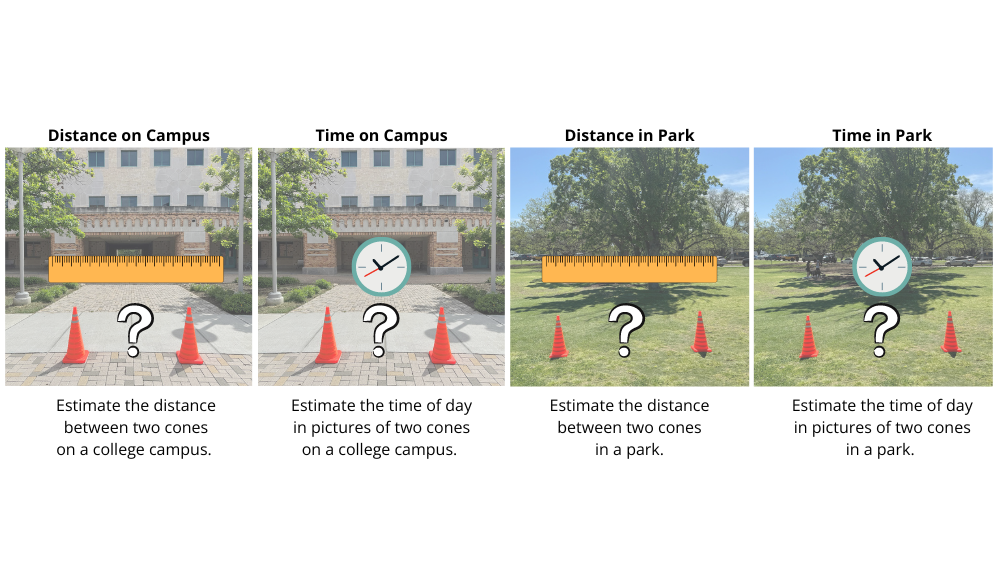 Distance on Campus
Time on Campus
Distance in Park
Time in Park
?
?
?
?
Estimate the distance
between two cones
on a college campus.
Estimate the time of day
in pictures of two cones
on a college campus.
Estimate the distance
between two cones
in a park.
Estimate the time of day
in pictures of two cones
in a park.